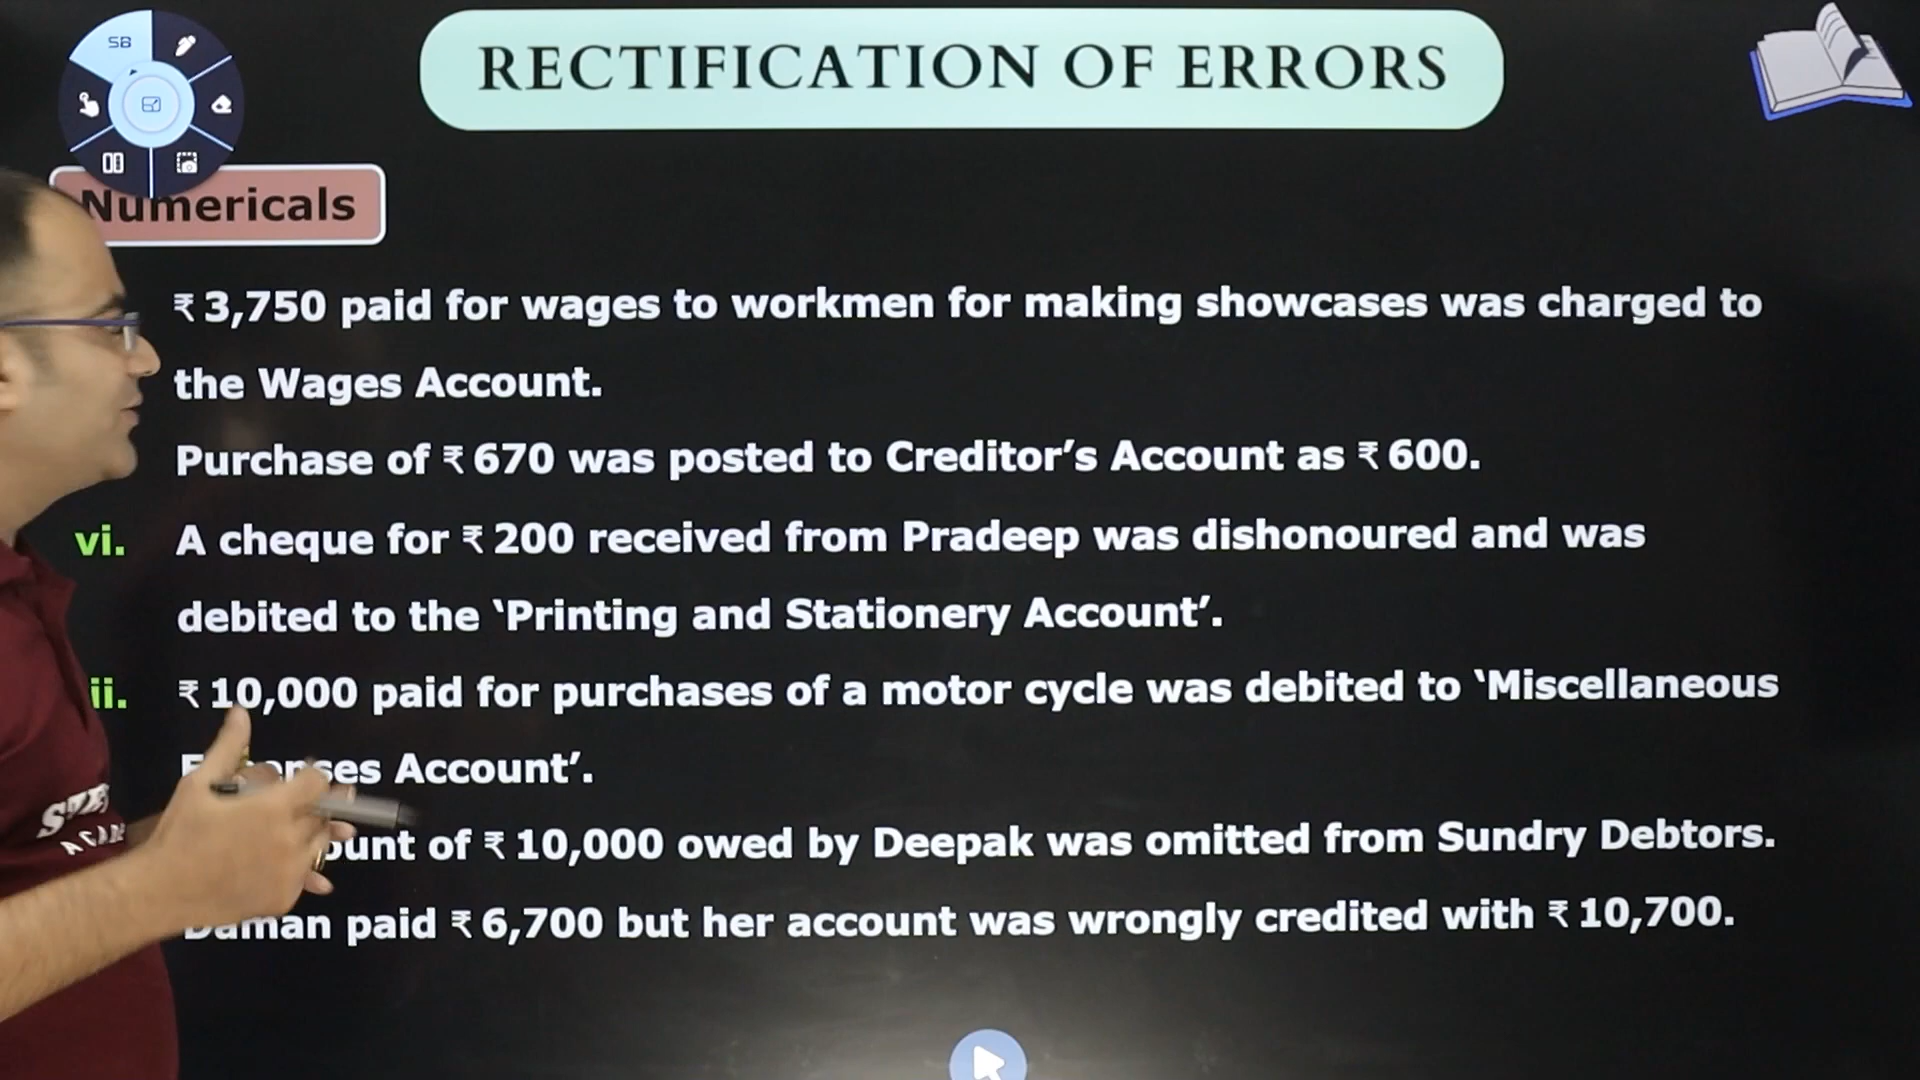 SB
RECTIFICATION OF ERRORS
Numericals
₹ 3,750 paid for wages to workmen for making showcases was charged to
the Wages Account.
Purchase of ₹ 670 was posted to Creditor’s Account as ₹ 600.
vi. A cheque for ₹ 200 received from Pradeep was dishonoured and was
debited to the ‘Printing and Stationery Account’.
ii. ₹ 10,000 paid for purchases of a motor cycle was debited to ‘Miscellaneous
Account’.
of ₹ 10,000 owed by Deepak was omitted from Sundry Debtors.
Daman paid ₹ 6,700 but her account was wrongly credited with ₹ 10,700.